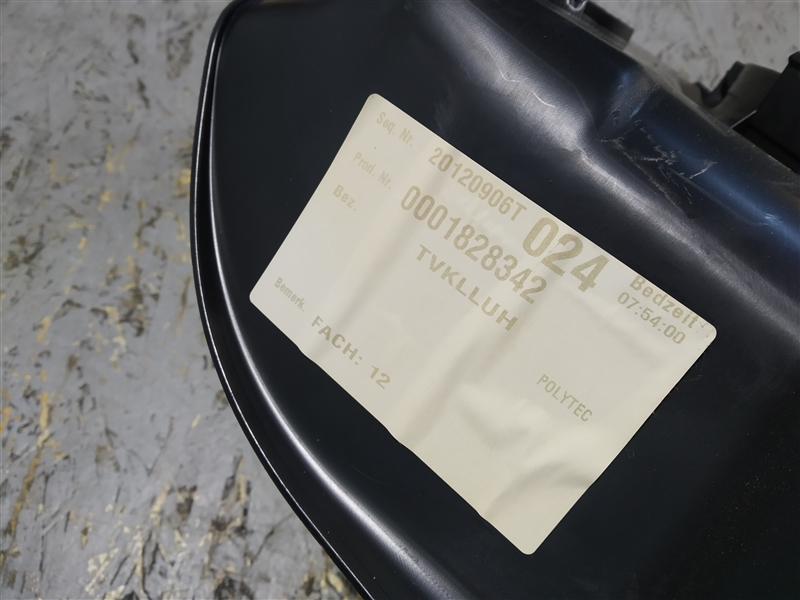 Seq. Nr. 20120906T 024 Bedzeit:
Prod. Nr. 0001828342 07:54:00
Bez. TVKLLUH
Bemerk. FACH: 12 POLYTEC